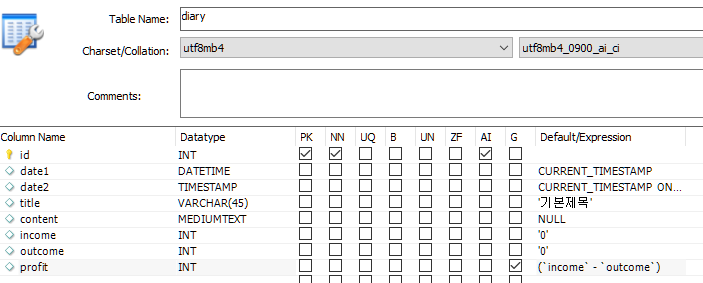 Table Name: diary
Charset/Collation: utf8mb4 utf8mb4_0900_ai_ci
Comments:
Column Name Datatype PK NN UQ B UN ZF AI G Default/Expression
id INT
date1 DATETIME CURRENT_TIMESTAMP
date2 TIMESTAMP CURRENT_TIMESTAMP ON...
title VARCHAR(45) '기본제목'
content MEDIUMTEXT NULL
income INT '0'
outcome INT '0'
profit INT (`income` - `outcome`)